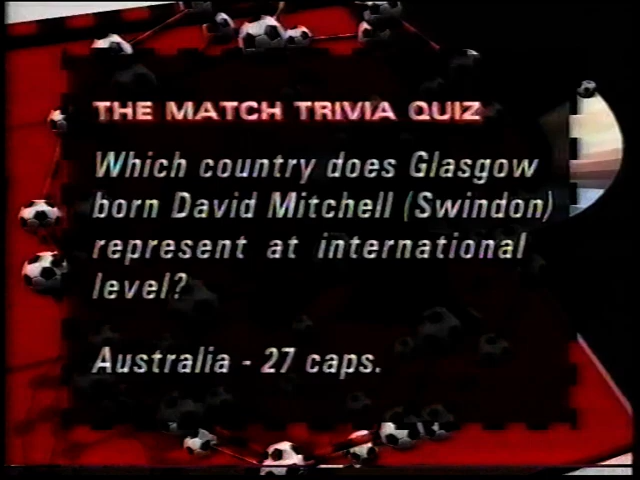 THE MATCH TRIVIA QUIZ
Which country does Glasgow
born David Mitchell (Swindon)
represent at international
level?
Australia - 27 caps.